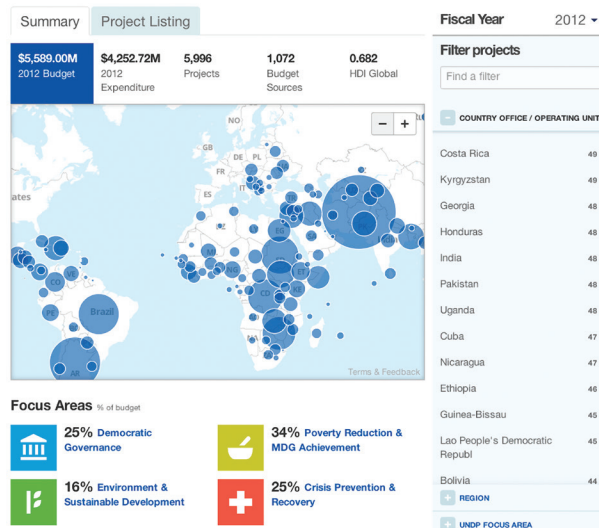 Summary
Project Listing
$5,589.00M
2012 Budget
$4,252.72M
2012
Expenditure
5,996
Projects
1,072
Budget
Sources
0.682
HDI Global
NO
GB
DE
PL
FR
ES
IT
ates
EG
NG
ET
KE
CD
VE
CO
PE
Brazil
AR
Terms & Feedback
Focus Areas % of budget
25% Democratic
Governance
34% Poverty Reduction &
MDG Achievement
16% Environment &
Sustainable Development
25% Crisis Prevention &
Recovery
Fiscal Year 2012
Filter projects
Find a filter
COUNTRY OFFICE / OPERATING UNIT
Costa Rica 49
Kyrgyzstan 49
Georgia 48
Honduras 48
India 48
Pakistan 48
Uganda 48
Cuba 47
Nicaragua 47
Ethiopia 46
Guinea-Bissau 45
Lao People's Democratic 45
Republ
Bolivia 44
REGION
UNDP FOCUS AREA